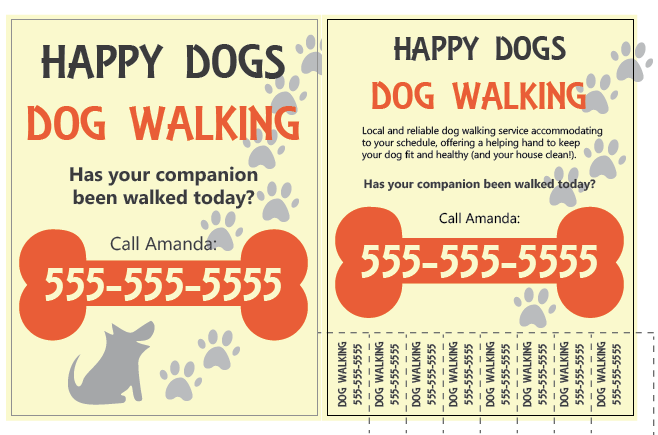 HAPPY DOGS
DOG WALKING
Has your companion
been walked today?
Call Amanda:
555-555-5555
HAPPY DOGS
DOG WALKING
Local and reliable dog walking service accommodating
to your schedule, offering a helping hand to keep
your dog fit and healthy (and your house clean!).
Has your companion been walked today?
Call Amanda:
555-555-5555
DOG WALKING
555-555-5555
DOG WALKING
555-555-5555
DOG WALKING
555-555-5555
DOG WALKING
555-555-5555
DOG WALKING
555-555-5555
DOG WALKING
555-555-5555
DOG WALKING
555-555-5555
DOG WALKING
555-555-5555